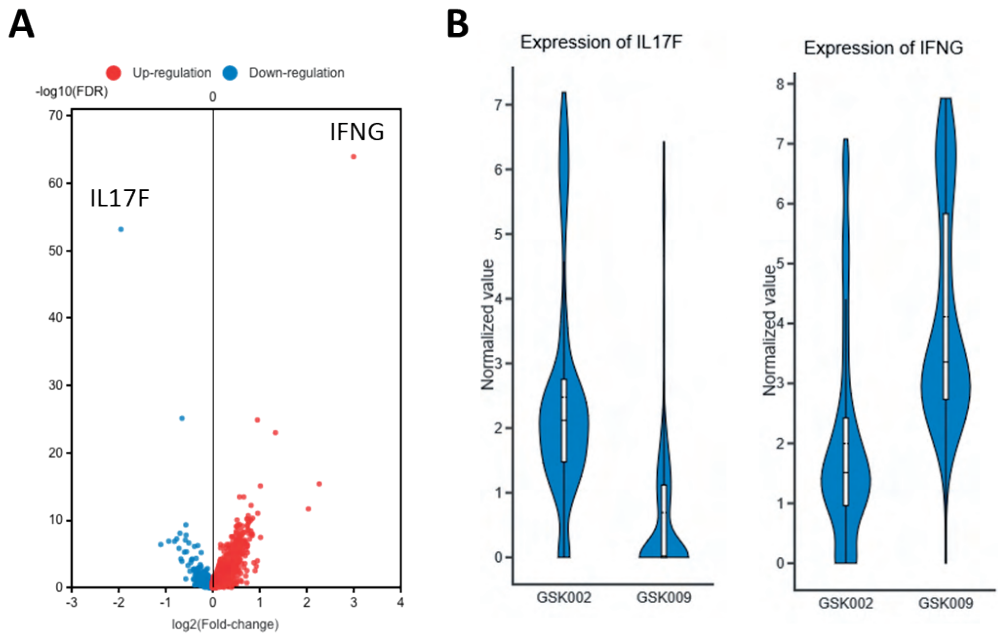 A
Up-regulation Down-regulation
-log10(FDR)
0
70
60
50
40
30
20
10
0
IFNG
IL17F
-3 -2 -1 0 1 2 3 4
log2(Fold-change)
B
Expression of IL17F
Normalized value
7
6
5
4
3
2
1
0
GSK002 GSK009
Expression of IFNG
Normalized value
8
7
6
5
4
3
2
1
0
GSK002 GSK009